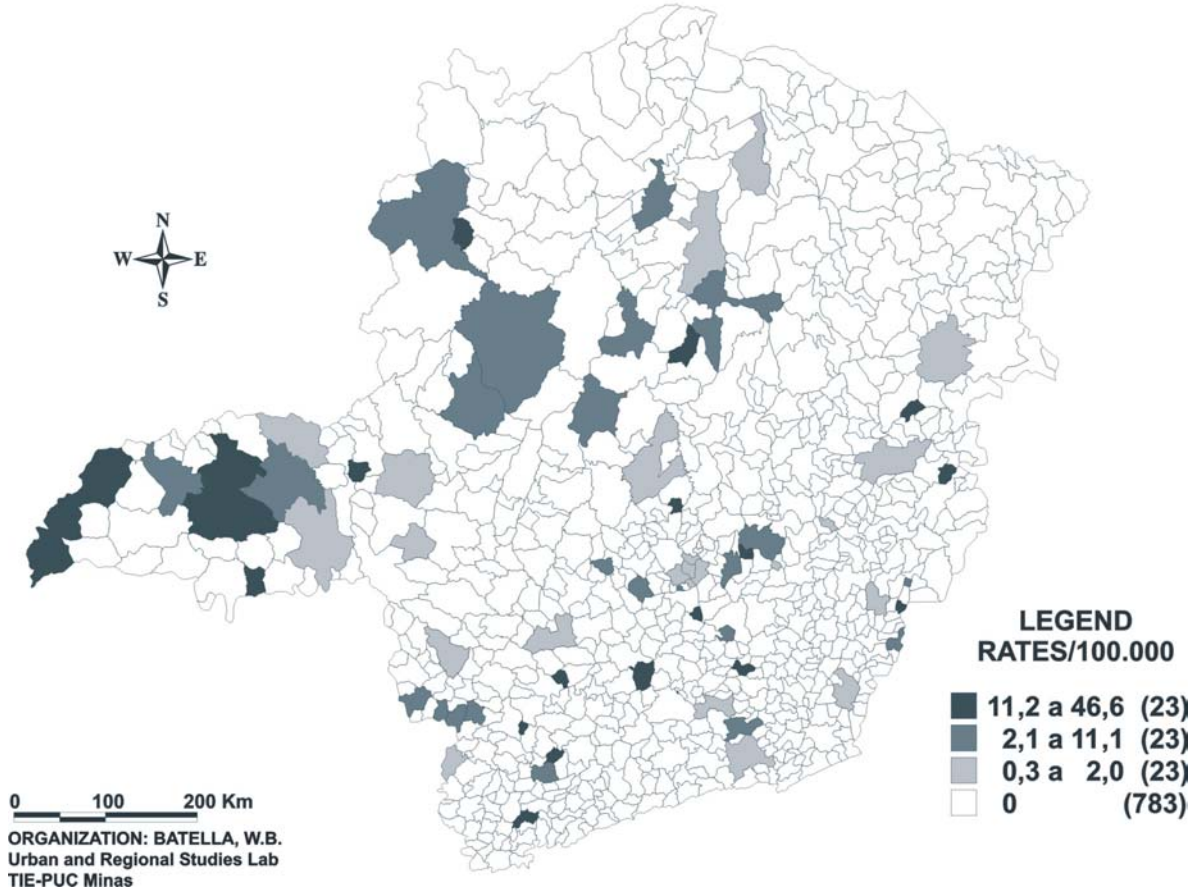 N
W E
S
LEGEND
RATES/100.000
11,2 a 46,6 (23)
2,1 a 11,1 (23)
0,3 a 2,0 (23)
0 (783)
0 100 200 Km
ORGANIZATION: BATELLA, W.B.
Urban and Regional Studies Lab
TIE-PUC Minas